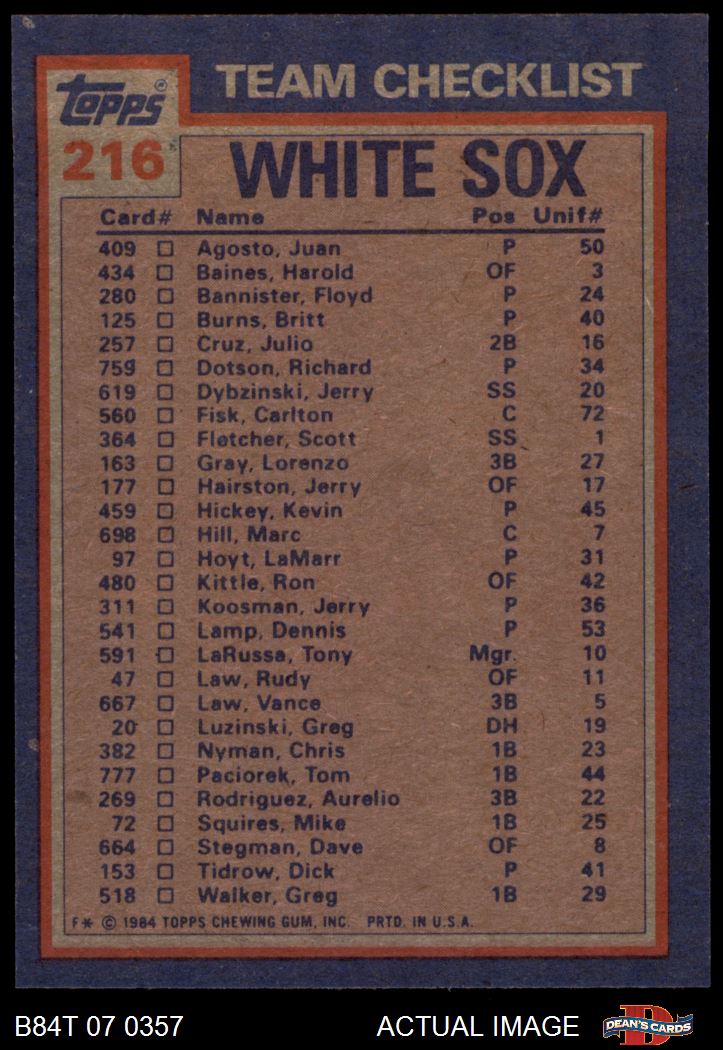 TEAM CHECKLIST
Topps®
216
WHITE SOX
Card# Name Pos Unif#
409 □ Agosto, Juan P 50
434 □ Baines, Harold OF 3
280 □ Bannister, Floyd P 24
125 □ Burns, Britt P 40
257 □ Cruz, Julio 2B 16
759 □ Dotson, Richard P 34
619 □ Dybzinski, Jerry SS 20
560 □ Fisk, Carlton C 72
364 □ Fletcher, Scott SS 1
163 □ Gray, Lorenzo 3B 27
177 □ Hairston, Jerry OF 17
459 □ Hickey, Kevin P 45
698 □ Hill, Marc C 7
97 □ Hoyt, LaMarr P 31
480 □ Kittle, Ron OF 42
311 □ Koosman, Jerry P 36
541 □ Lamp, Dennis P 53
591 □ LaRussa, Tony Mgr. 10
47 □ Law, Rudy OF 11
667 □ Law, Vance 3B 5
20 □ Luzinski, Greg DH 19
382 □ Nyman, Chris 1B 23
777 □ Paciorek, Tom 1B 44
269 □ Rodriguez, Aurelio 3B 22
72 □ Squires, Mike 1B 25
664 □ Stegman, Dave OF 8
153 □ Tidrow, Dick P 41
518 □ Walker, Greg 1B 29
F* © 1984 TOPPS CHEWING GUM, INC. PRTD. IN U.S.A.
B84T 07 0357 ACTUAL IMAGE DEAN'S CARDS